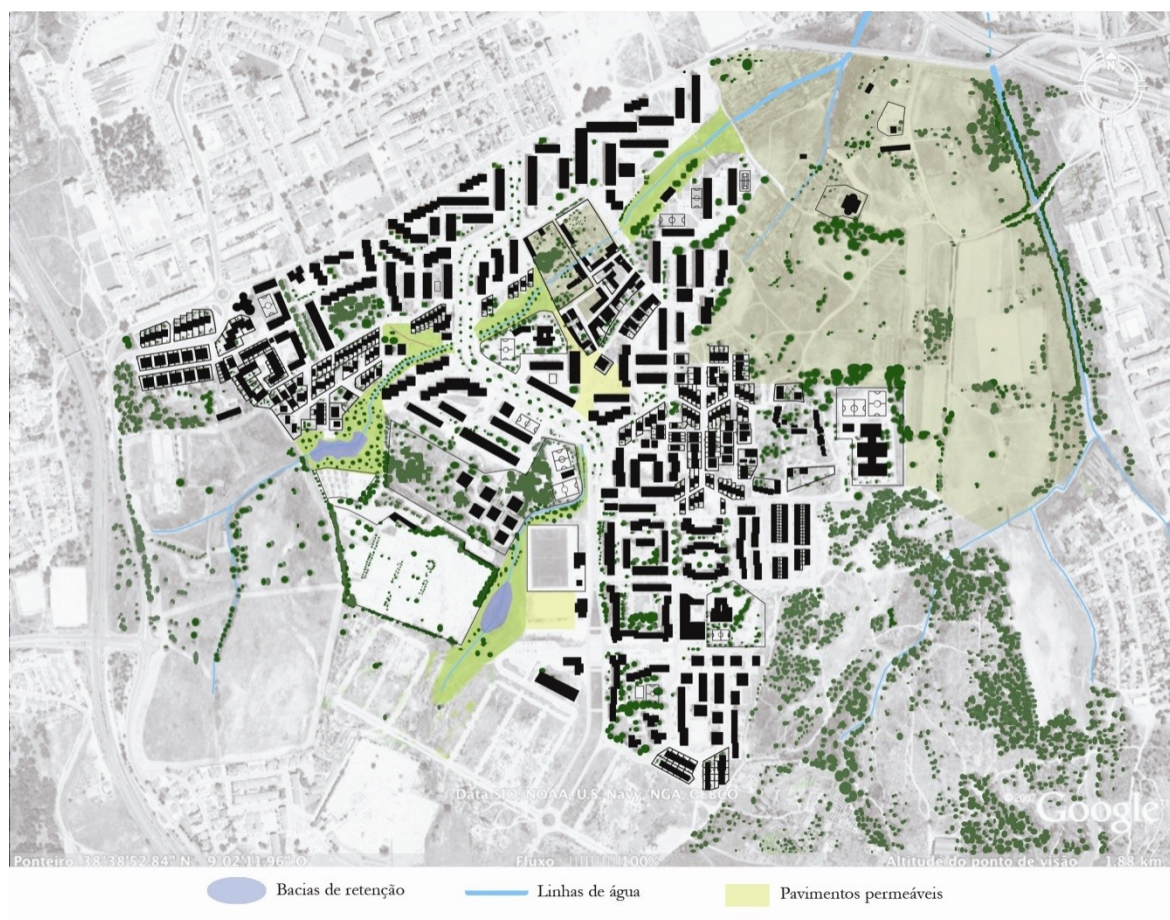 Data SIO, NOAA, U.S. Navy, NGA, GEBCO
©2007 Google
Ponteiro 38°38'52.84" N 9°02'11.96" O Fluxo 100% Altitude do ponto de visão 1.88 km
Bacias de retenção Linhas de água Pavimentos permeáveis